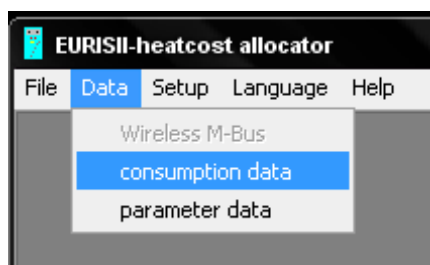 EURISII-heatcost allocator
File Data Setup Language Help
Wireless M-Bus
consumption data
parameter data